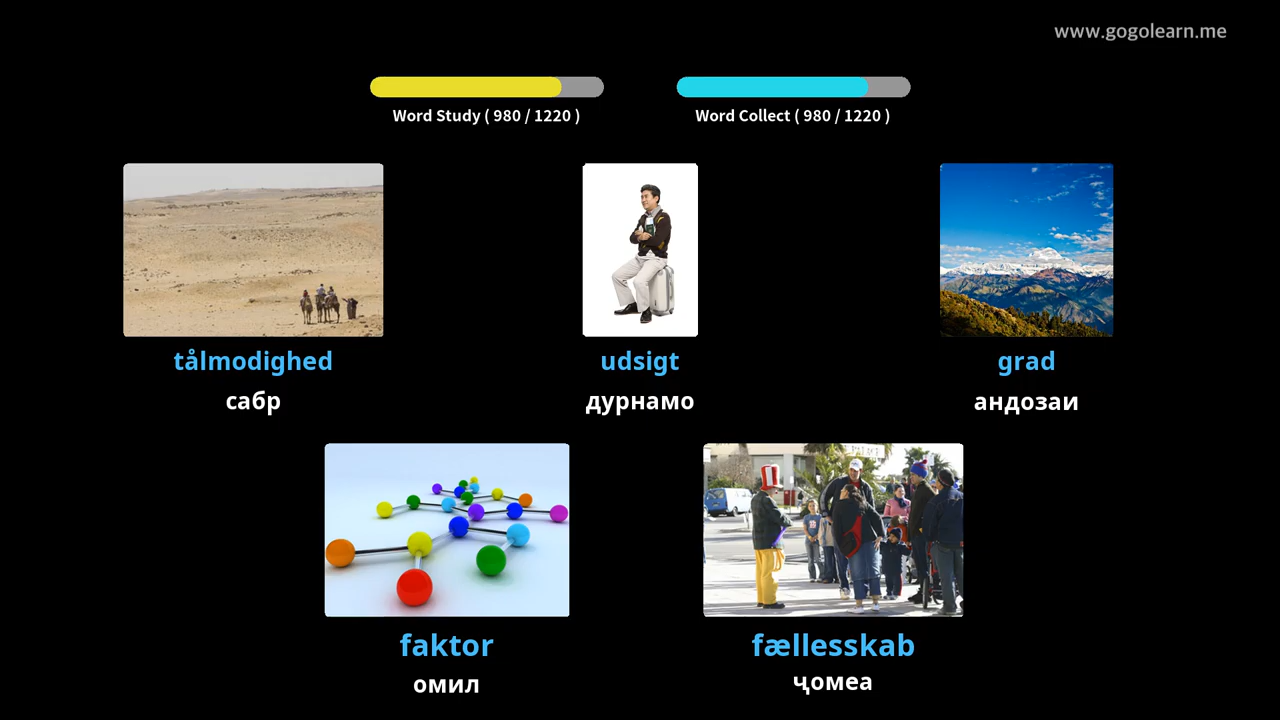 www.gogolearn.me
Word Study ( 980 / 1220 )
Word Collect ( 980 / 1220 )
tålmodighed
сабр
udsigt
дурнамо
grad
андозаи
faktor
омил
fællesskab
ҷомеа